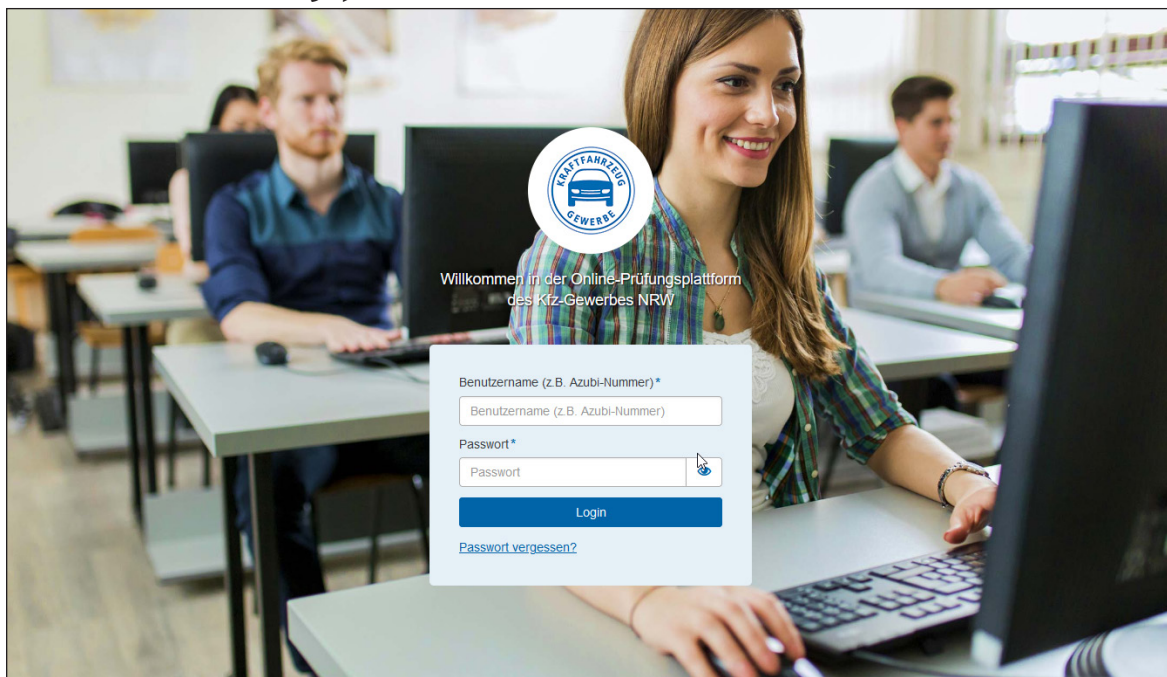 KRAFTFAHRZEUG
GEWERBE
Willkommen in der Online-Prüfungsplattform
des Kfz-Gewerbes NRW
Benutzername (z.B. Azubi-Nummer)*
Benutzername (z.B. Azubi-Nummer)
Passwort*
Passwort
Login
Passwort vergessen?